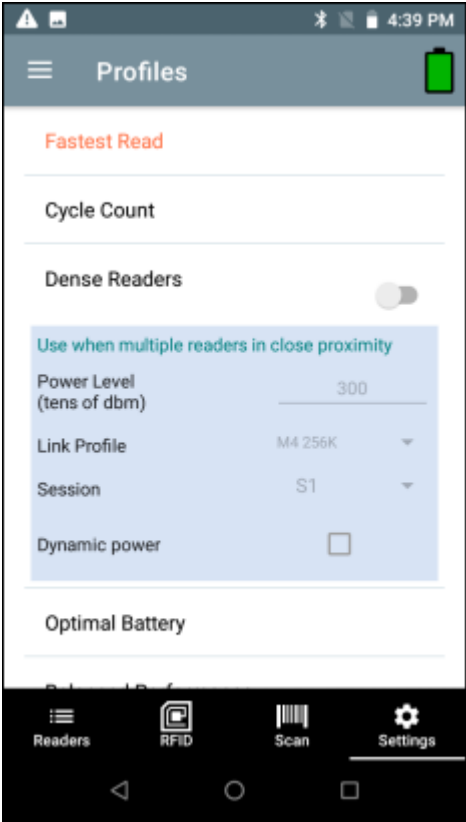 4:39 PM
Profiles
Fastest Read
Cycle Count
Dense Readers
Use when multiple readers in close proximity
Power Level
(tens of dbm)
300
Link Profile
M4 256K
Session
S1
Dynamic power
Optimal Battery
Readers
RFID
Scan
Settings